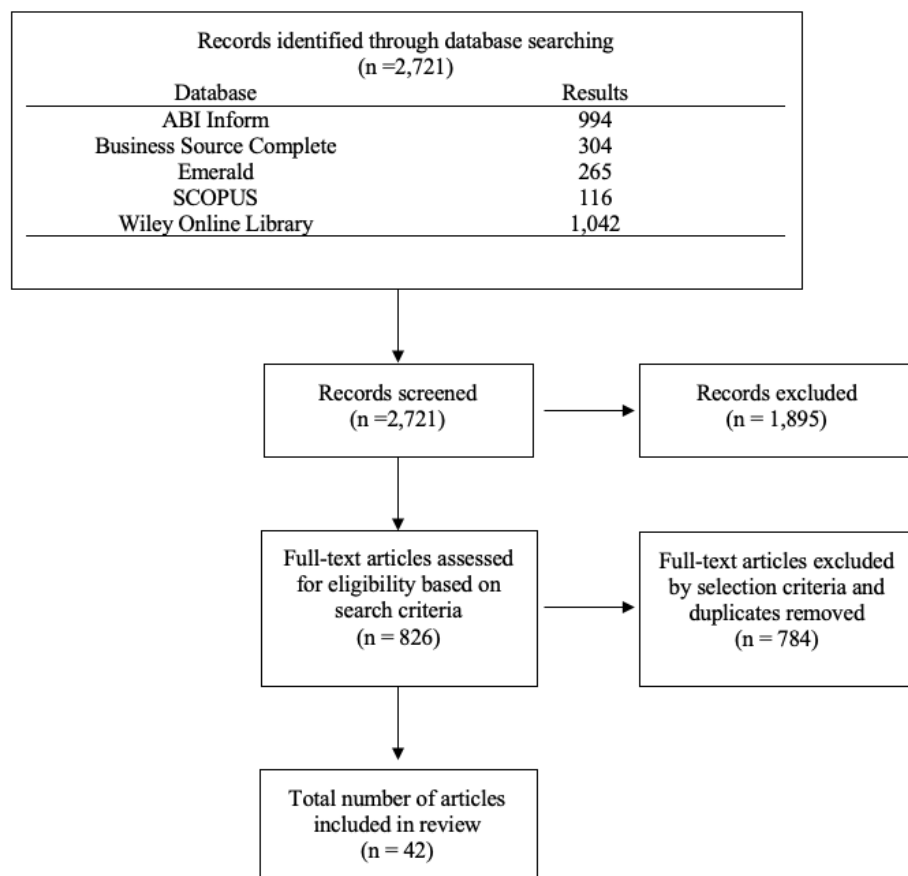 Records identified through database searching
(n =2,721)
Database Results
ABI Inform 994
Business Source Complete 304
Emerald 265
SCOPUS 116
Wiley Online Library 1,042
Records screened
(n =2,721)
Records excluded
(n = 1,895)
Full-text articles assessed
for eligibility based on
search criteria
(n = 826)
Full-text articles excluded
by selection criteria and
duplicates removed
(n = 784)
Total number of articles
included in review
(n = 42)